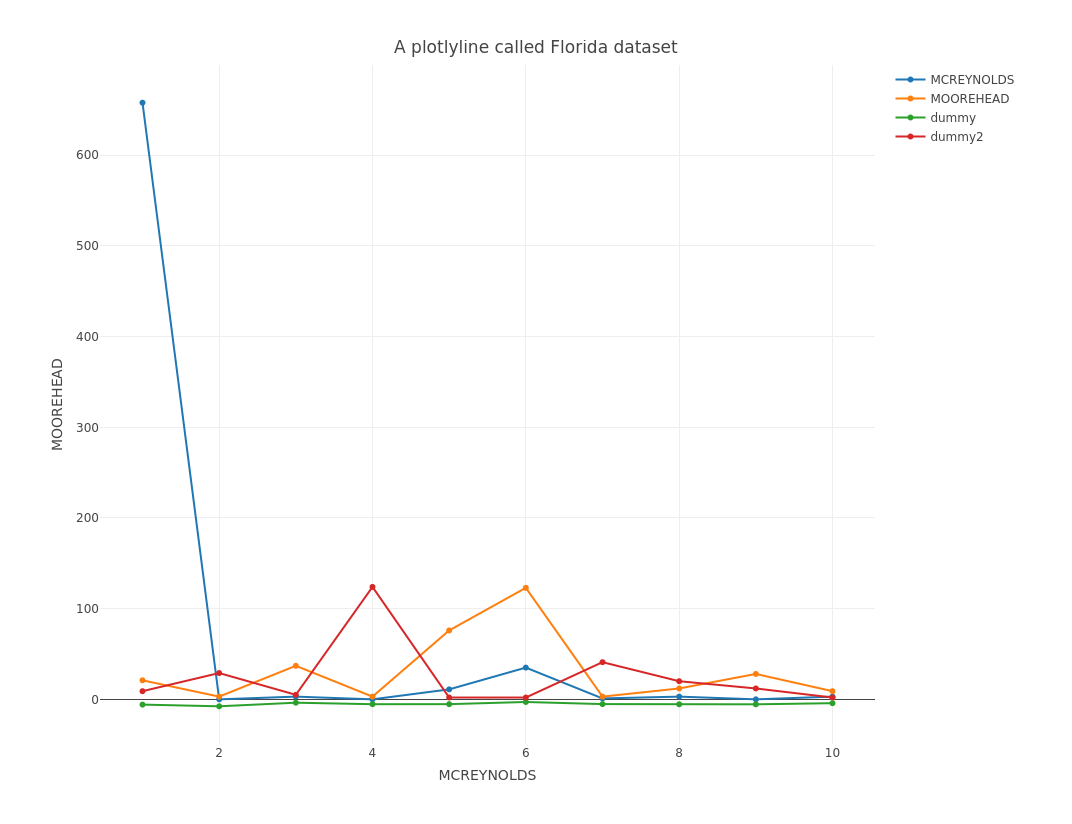 A plotlyline called Florida dataset
MCREYNOLDS
MOOREHEAD
dummy
dummy2
MOOREHEAD
600
500
400
300
200
100
0
2 4 6 8 10
MCREYNOLDS